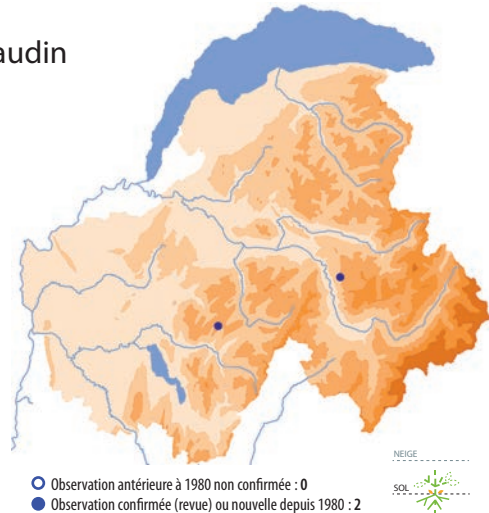 audin
NEIGE
SOL
Observation antérieure à 1980 non confirmée : 0
Observation confirmée (revue) ou nouvelle depuis 1980 : 2